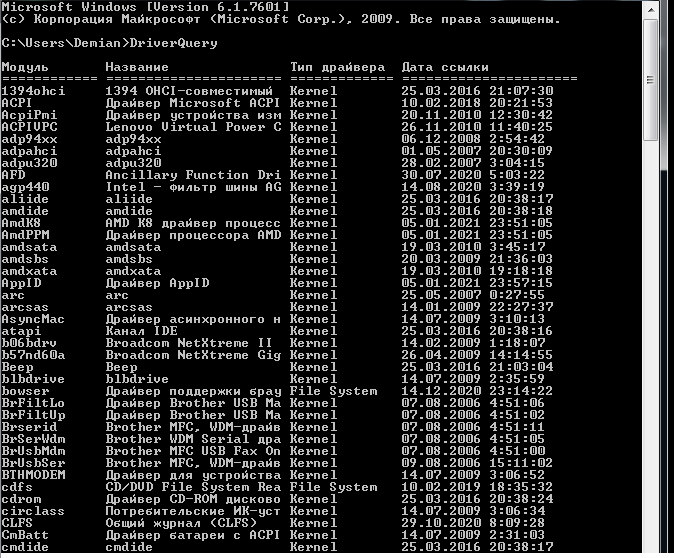 Microsoft Windows [Version 6.1.7601]
(c) Корпорация Майкрософт (Microsoft Corp.), 2009. Все права защищены.
C:\Users\Demian>DriverQuery
Модуль Название Тип драйвера Дата ссылки
============ ====================== ============= ======================
1394ohci 1394 OHCI-совместимый Kernel 25.03.2016 21:07:30
ACPI Драйвер Microsoft ACPI Kernel 10.02.2018 20:21:53
AcpiPmi Драйвер устройства изм Kernel 20.11.2010 12:30:42
ACPIVPC Lenovo Virtual Power C Kernel 26.11.2010 11:40:25
adp94xx adp94xx Kernel 06.12.2008 2:54:42
adpahci adpahci Kernel 01.05.2007 20:30:09
adpu320 adpu320 Kernel 28.02.2007 3:04:15
AFD Ancillary Function Dri Kernel 30.07.2020 5:03:22
agp440 Intel - фильтр шины AG Kernel 14.08.2020 3:39:19
aliide aliide Kernel 25.03.2016 20:38:17
amdide amdide Kernel 25.03.2016 20:38:18
AmdK8 AMD K8 драйвер процесс Kernel 05.01.2021 23:51:05
AmdPPM Драйвер процессора AMD Kernel 05.01.2021 23:51:05
amdsata amdsata Kernel 19.03.2010 3:45:17
amdsbs amdsbs Kernel 20.03.2009 21:36:03
amdxata amdxata Kernel 19.03.2010 19:18:18
AppID Драйвер AppID Kernel 05.01.2021 23:57:15
arc arc Kernel 25.05.2007 0:27:55
arcsas arcsas Kernel 14.01.2009 22:27:37
AsyncMac Драйвер асинхронного н Kernel 14.07.2009 3:10:13
atapi Канал IDE Kernel 25.03.2016 20:38:16
b06bdrv Broadcom NetXtreme II Kernel 14.02.2009 1:18:07
b57nd60a Broadcom NetXtreme Gig Kernel 26.04.2009 14:14:55
Beep Beep Kernel 25.03.2016 21:03:04
blbdrive blbdrive Kernel 14.07.2009 2:35:59
bowser Драйвер поддержки брау File System 14.12.2020 23:14:22
BrFiltLo Драйвер Brother USB Ma Kernel 07.08.2006 4:51:06
BrFiltUp Драйвер Brother USB Ma Kernel 07.08.2006 4:51:02
Brserid Brother MFC, WDM-драйв Kernel 07.08.2006 4:51:11
BrSerWdm Brother WDM Serial дра Kernel 07.08.2006 4:51:05
BrUsbMdm Brother MFC USB Fax On Kernel 07.08.2006 4:51:00
BrUsbSer Brother MFC, WDM-драйв Kernel 09.08.2006 15:11:02
BTHMODEM Драйвер для устройства Kernel 14.07.2009 3:06:52
cdfs CD/DVD File System Rea File System 10.02.2019 18:35:32
cdrom Драйвер CD-ROM дисково Kernel 25.03.2016 20:38:24
circlass Потребительские ИК-уст Kernel 14.07.2009 3:06:34
CLFS Общий журнал (CLFS) Kernel 29.10.2020 8:09:28
CmBatt Драйвер батареи с ACPI Kernel 14.07.2009 2:31:03
cmdide cmdide Kernel 25.03.2016 20:38:17